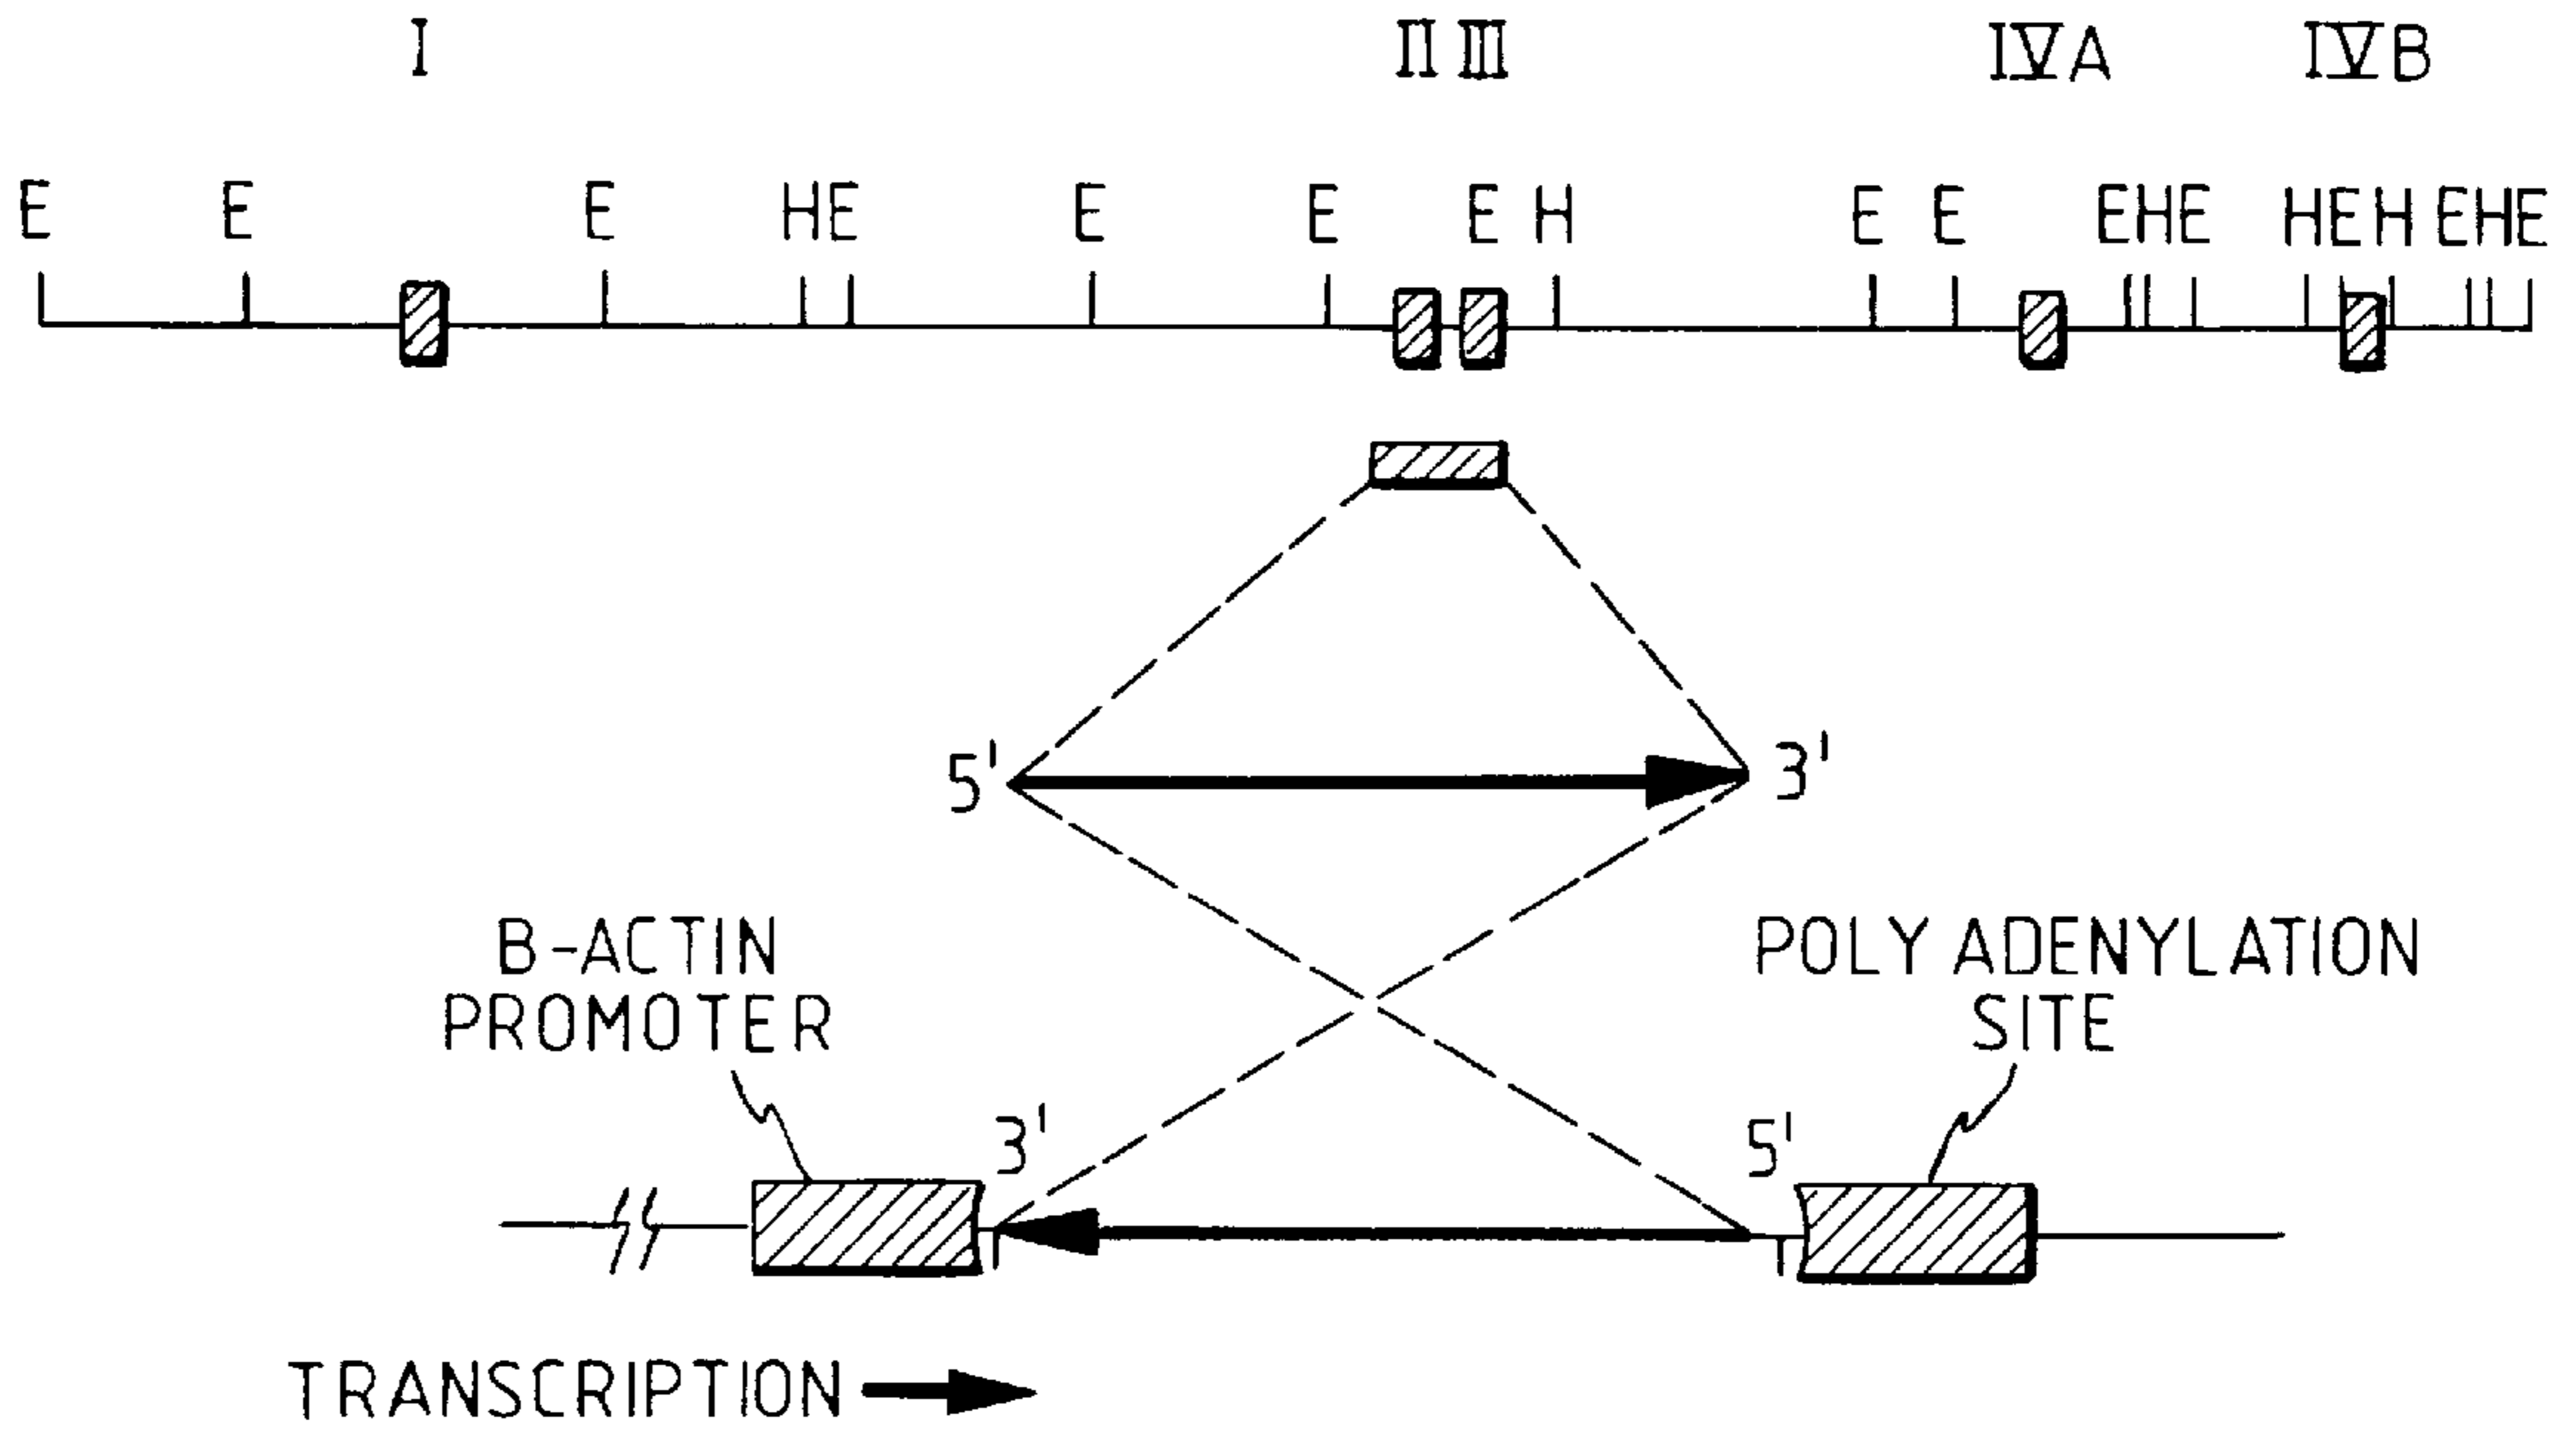 I II III IVA IVB
E E E HE E E E H E E EHE HEH EHE
5' 3'
B-ACTIN
PROMOTER
POLY ADENYLATION
SITE
3' 5'
TRANSCRIPTION